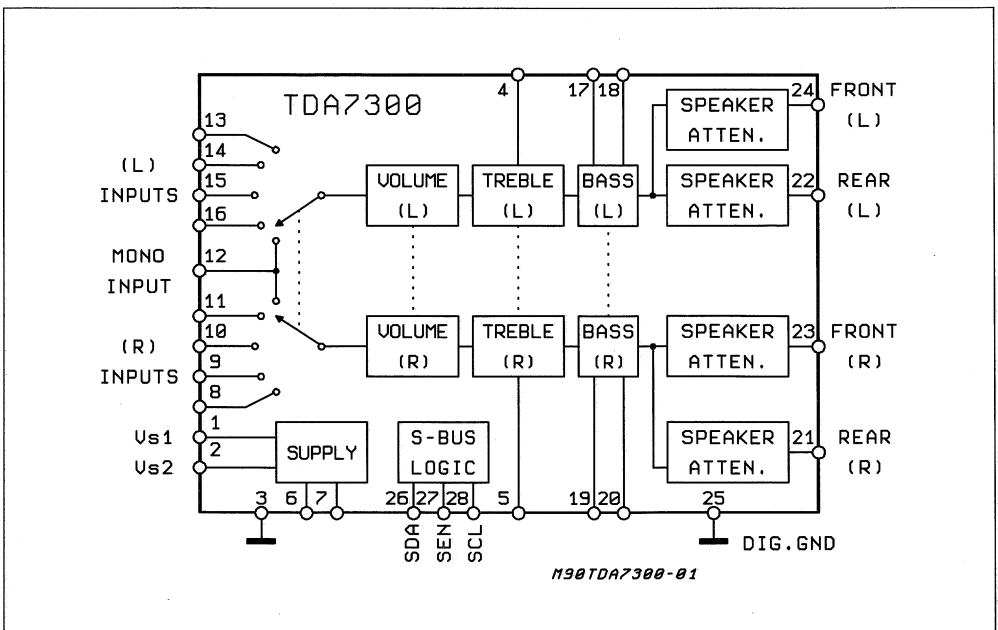 TDA7300
4
17
18
24
FRONT
(L)
SPEAKER
ATTEN.
13
14
(L)
INPUTS
15
16
VOLUME
(L)
TREBLE
(L)
BASS
(L)
SPEAKER
ATTEN.
22
REAR
(L)
MONO
INPUT
12
11
10
(R)
INPUTS
9
8
VOLUME
(R)
TREBLE
(R)
BASS
(R)
SPEAKER
ATTEN.
23
FRONT
(R)
Vs1
1
Vs2
2
SUPPLY
S-BUS
LOGIC
SPEAKER
ATTEN.
21
REAR
(R)
3
6
7
26
27
28
5
19
20
25
SDA
SEN
SCL
DIG.GND
M90TDA7300-01